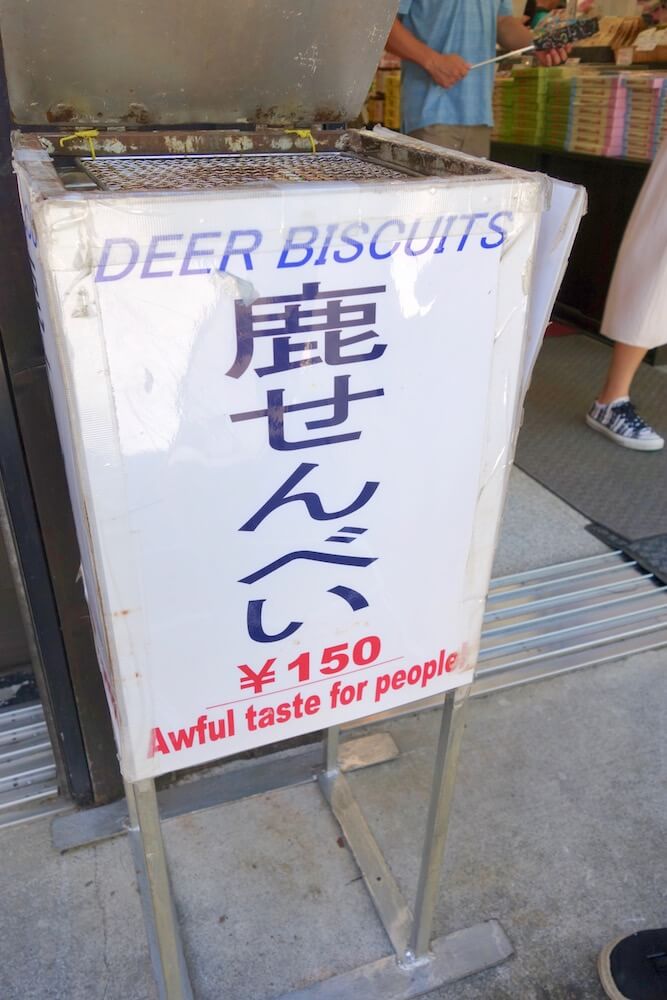 DEER BISCUITS
鹿せんべい
¥150
Awful taste for people!